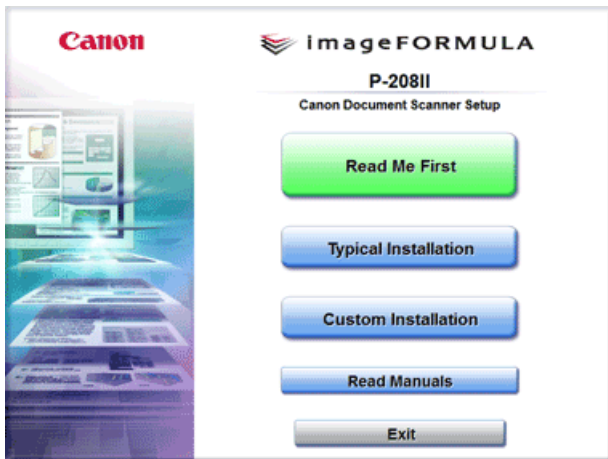 Canon
imageFORMULA
P-208II
Canon Document Scanner Setup
Read Me First
Typical Installation
Custom Installation
Read Manuals
Exit